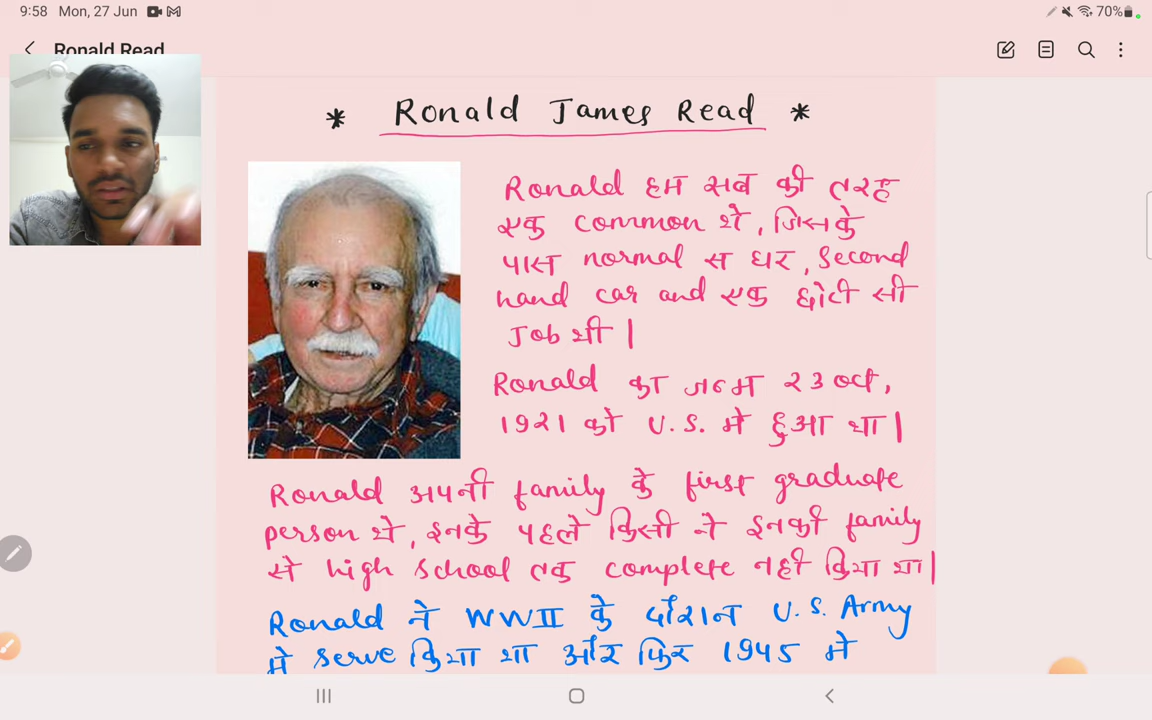 9:58 Mon, 27 Jun 70%
Ronald Read
* Ronald James Read *
Ronald हम सब की तरह
एक common थे, जिसके
पास normal स घर, Second
hand car and एक छोटी सी
Job थी |
Ronald का जन्म 23 oct,
1921 को U.S. मे हुआ था |
Ronald अपनी family के first graduate
person थे, इनके पहले किसी ने इनकी family
से high school तक complete नही किया था |
Ronald ने WWII के दौरान U.S. Army
मे serve किया था और फिर 1945 मे